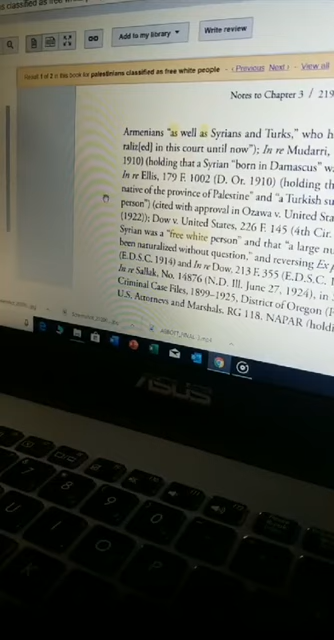 Add to my library
Write review
Result 1 of 2 in this book for palestinians classified as free white people - ‹ Previous Next › - View all
Notes to Chapter 3 / 219
Armenians "as well as Syrians and Turks," who h
raliz[ed] in this court until now"); In re Mudarri,
1910) (holding that a Syrian "born in Damascus" w
In re Ellis, 179 F. 1002 (D. Or. 1910) (holding th
native of the province of Palestine" and "a Turkish su
person") (cited with approval in Ozawa v. United Sta
(1922)); Dow v. United States, 226 F. 145 (4th Cir.
Syrian was a "free white person" and that "a large nu
been naturalized without question," and reversing Ex
(E.D.S.C. 1914) and In re Dow, 213 F. 355 (E.D.S.C. 1
In re Sallak, No. 14876 (N.D. Ill. June 27, 1924), in
Criminal Case Files, 1899–1925, District of Oregon (
U.S. Attorneys and Marshals, RG 118, NAPAR (holdi
ASUS
7
8
9
0
U
I
O
P
K